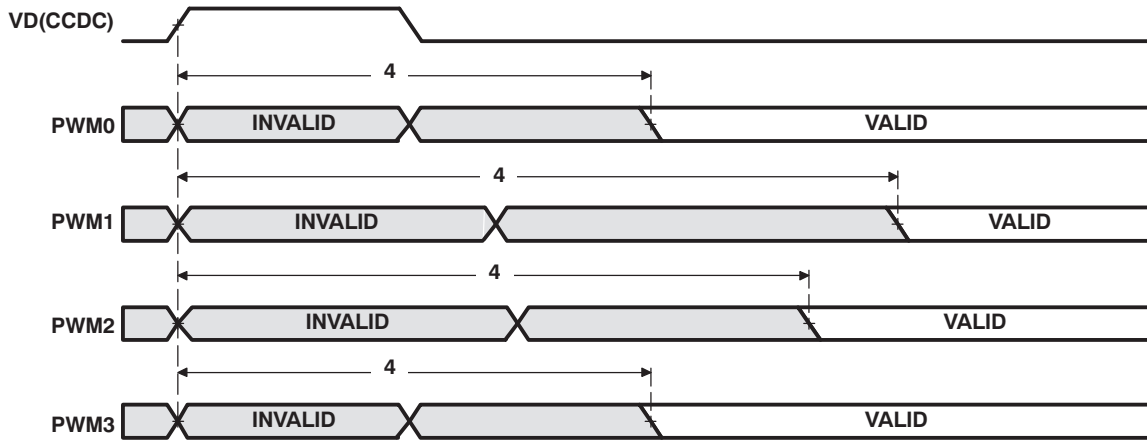 VD(CCDC)
4
PWM0 INVALID VALID
4
PWM1 INVALID VALID
4
PWM2 INVALID VALID
4
PWM3 INVALID VALID